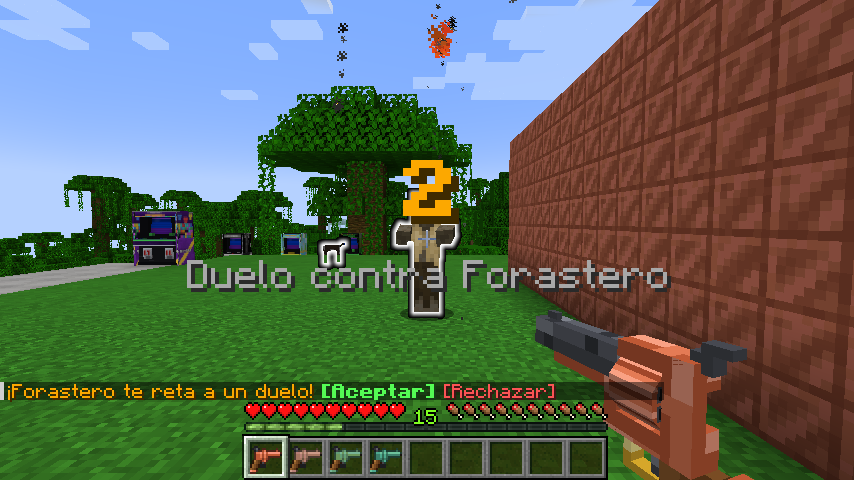 2
Duelo contra Forastero
¡Forastero te reta a un duelo! [Aceptar] [Rechazar]
15